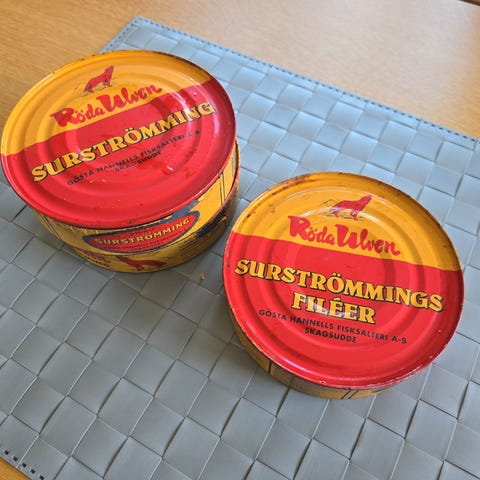 Röda Ulven
SURSTRÖMMING
GÖSTA HANNELLS FISKSALTERI A-B
SKAGSUDDE
SURSTRÖMMING
Röda Ulven
SURSTRÖMMINGS
FILÉER
GÖSTA HANNELLS FISKSALTERI A-B
SKAGSUDDE